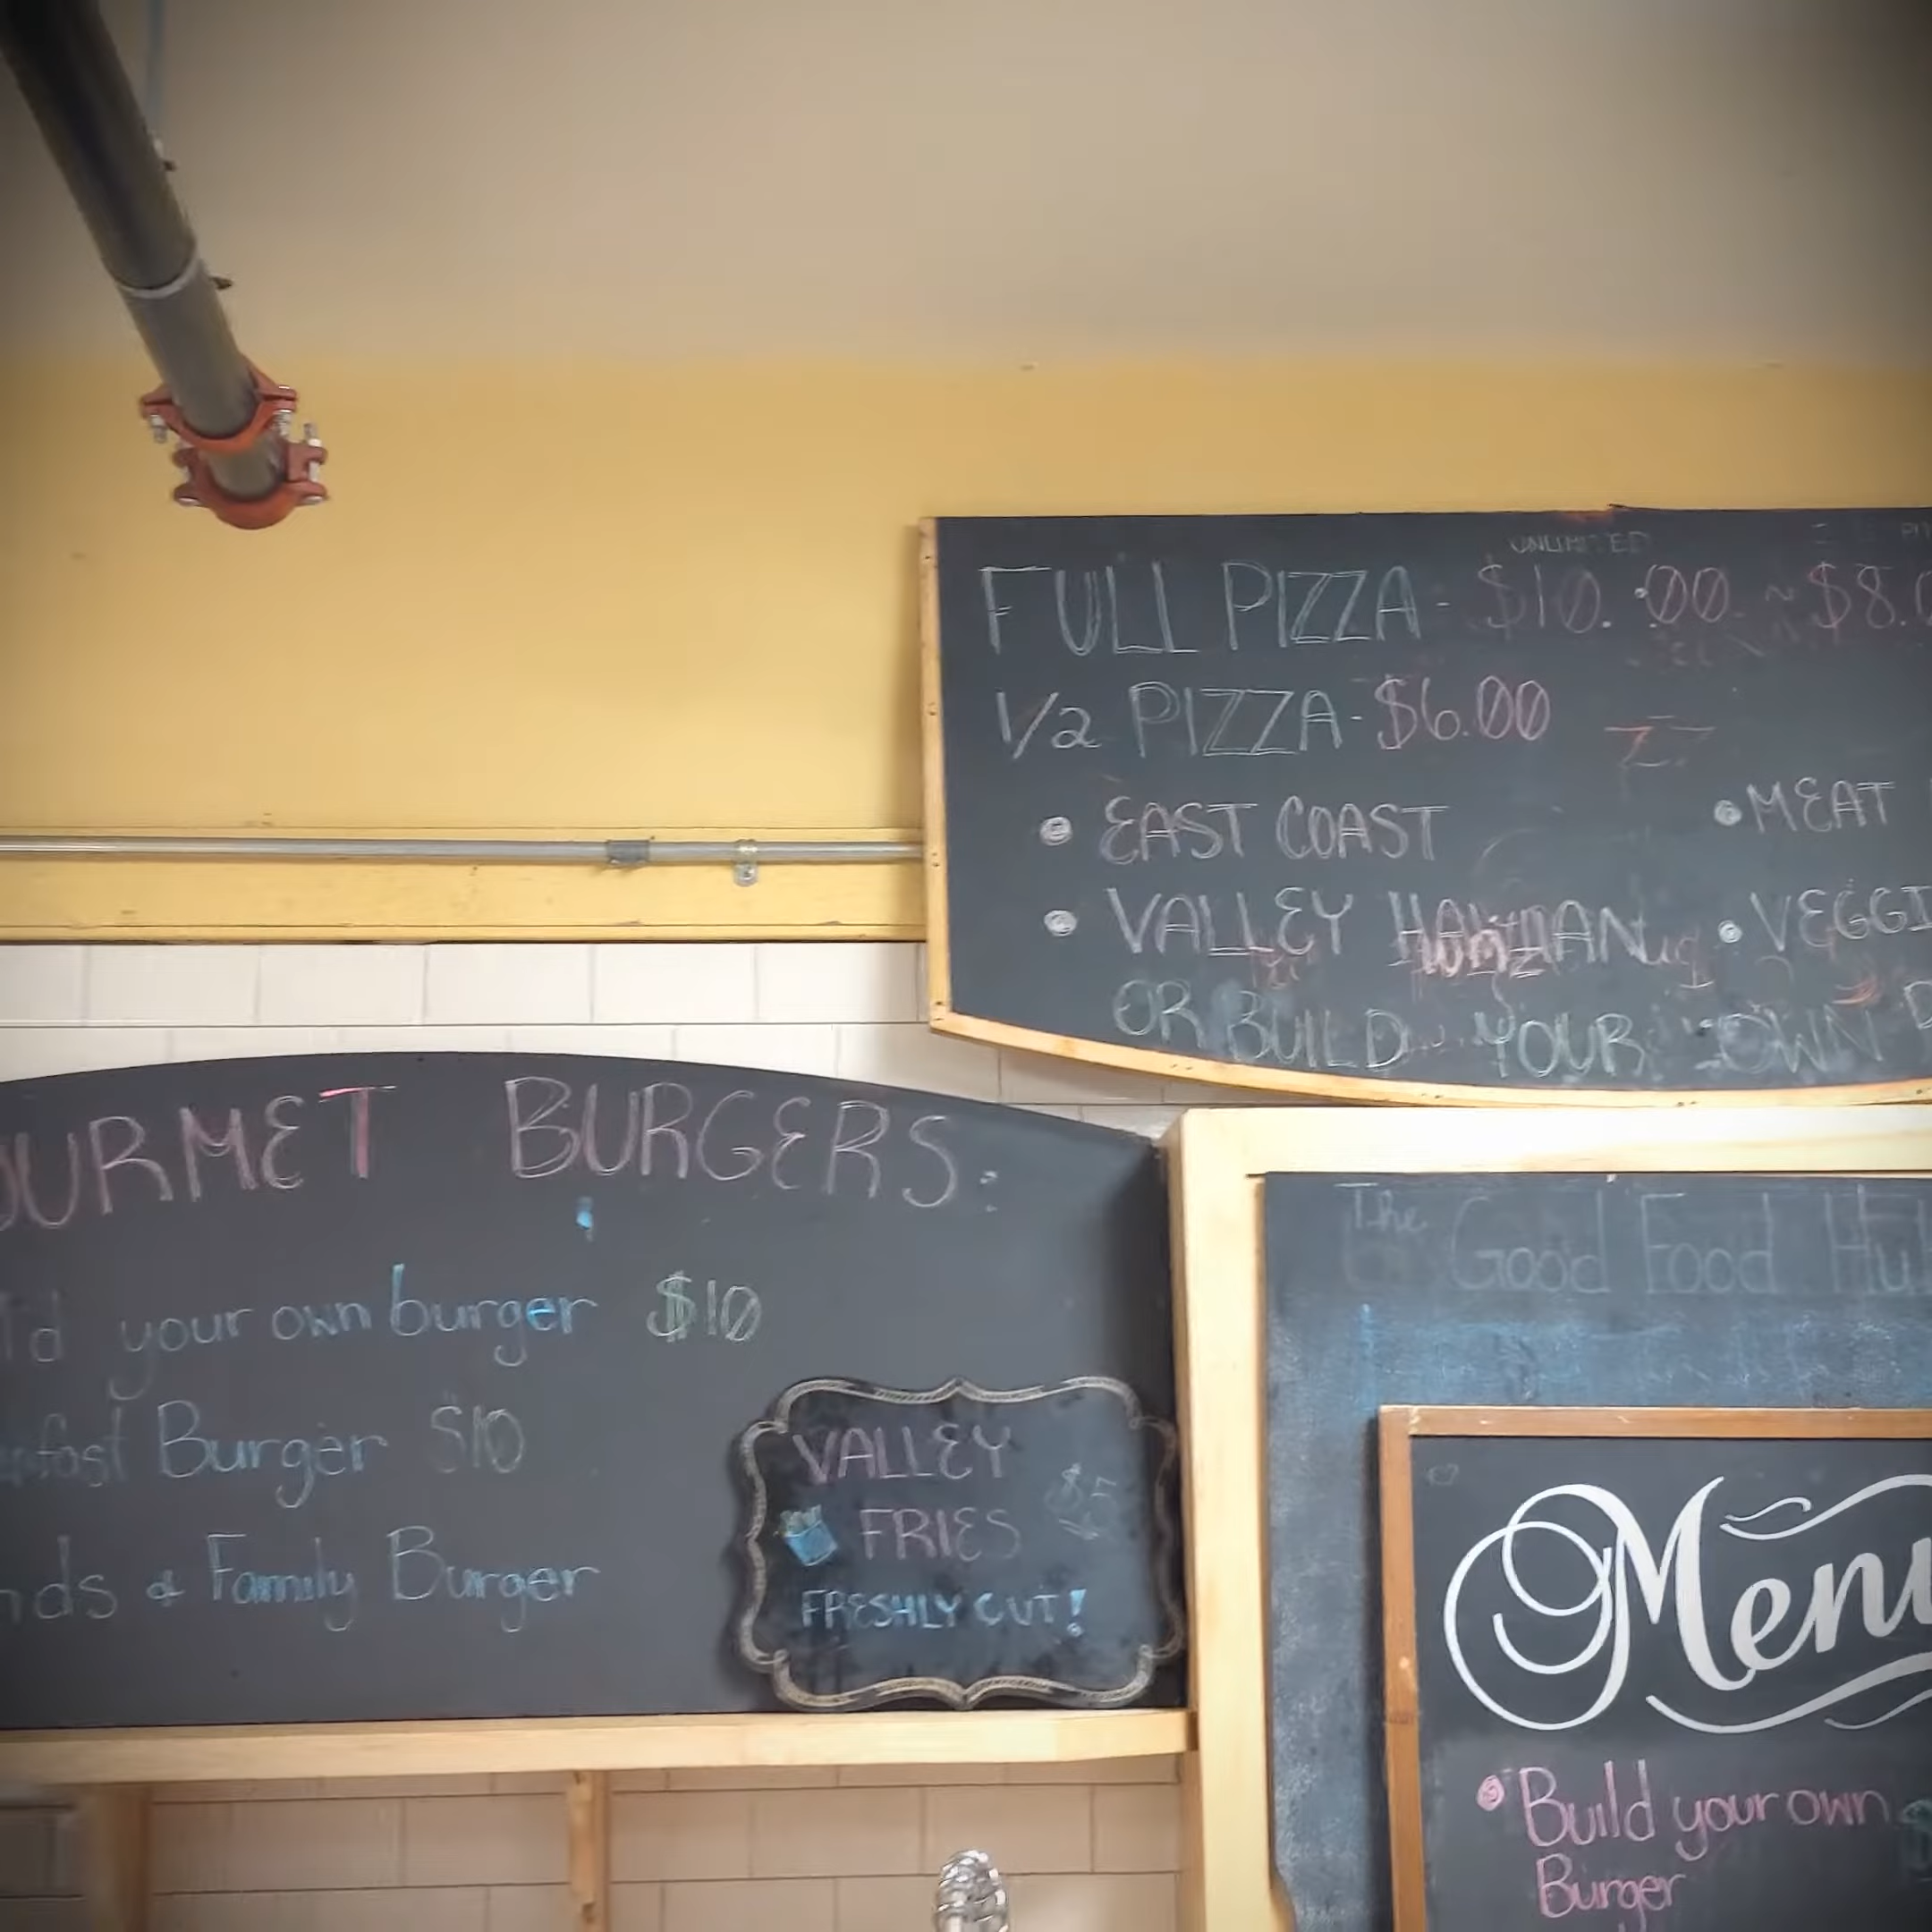 UNLIMITED
FULL PIZZA - $10.00 ~ $8.0
1/2 PIZZA - $6.00
• EAST COAST • MEAT
• VALLEY HAWIIAN • VEGGI
OR BUILD YOUR OWN
OURMET BURGERS:
ld your own burger $10
kfast Burger $10
nds & Family Burger
VALLEY
FRIES $5
FRESHLY CUT!
The Good Food Hu
Menu
• Build your own
Burger